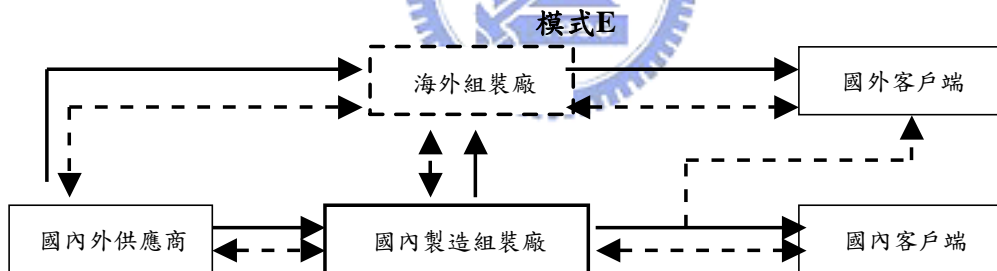 模式E
海外組裝廠
國外客戶端
國內外供應商
國內製造組裝廠
國內客戶端